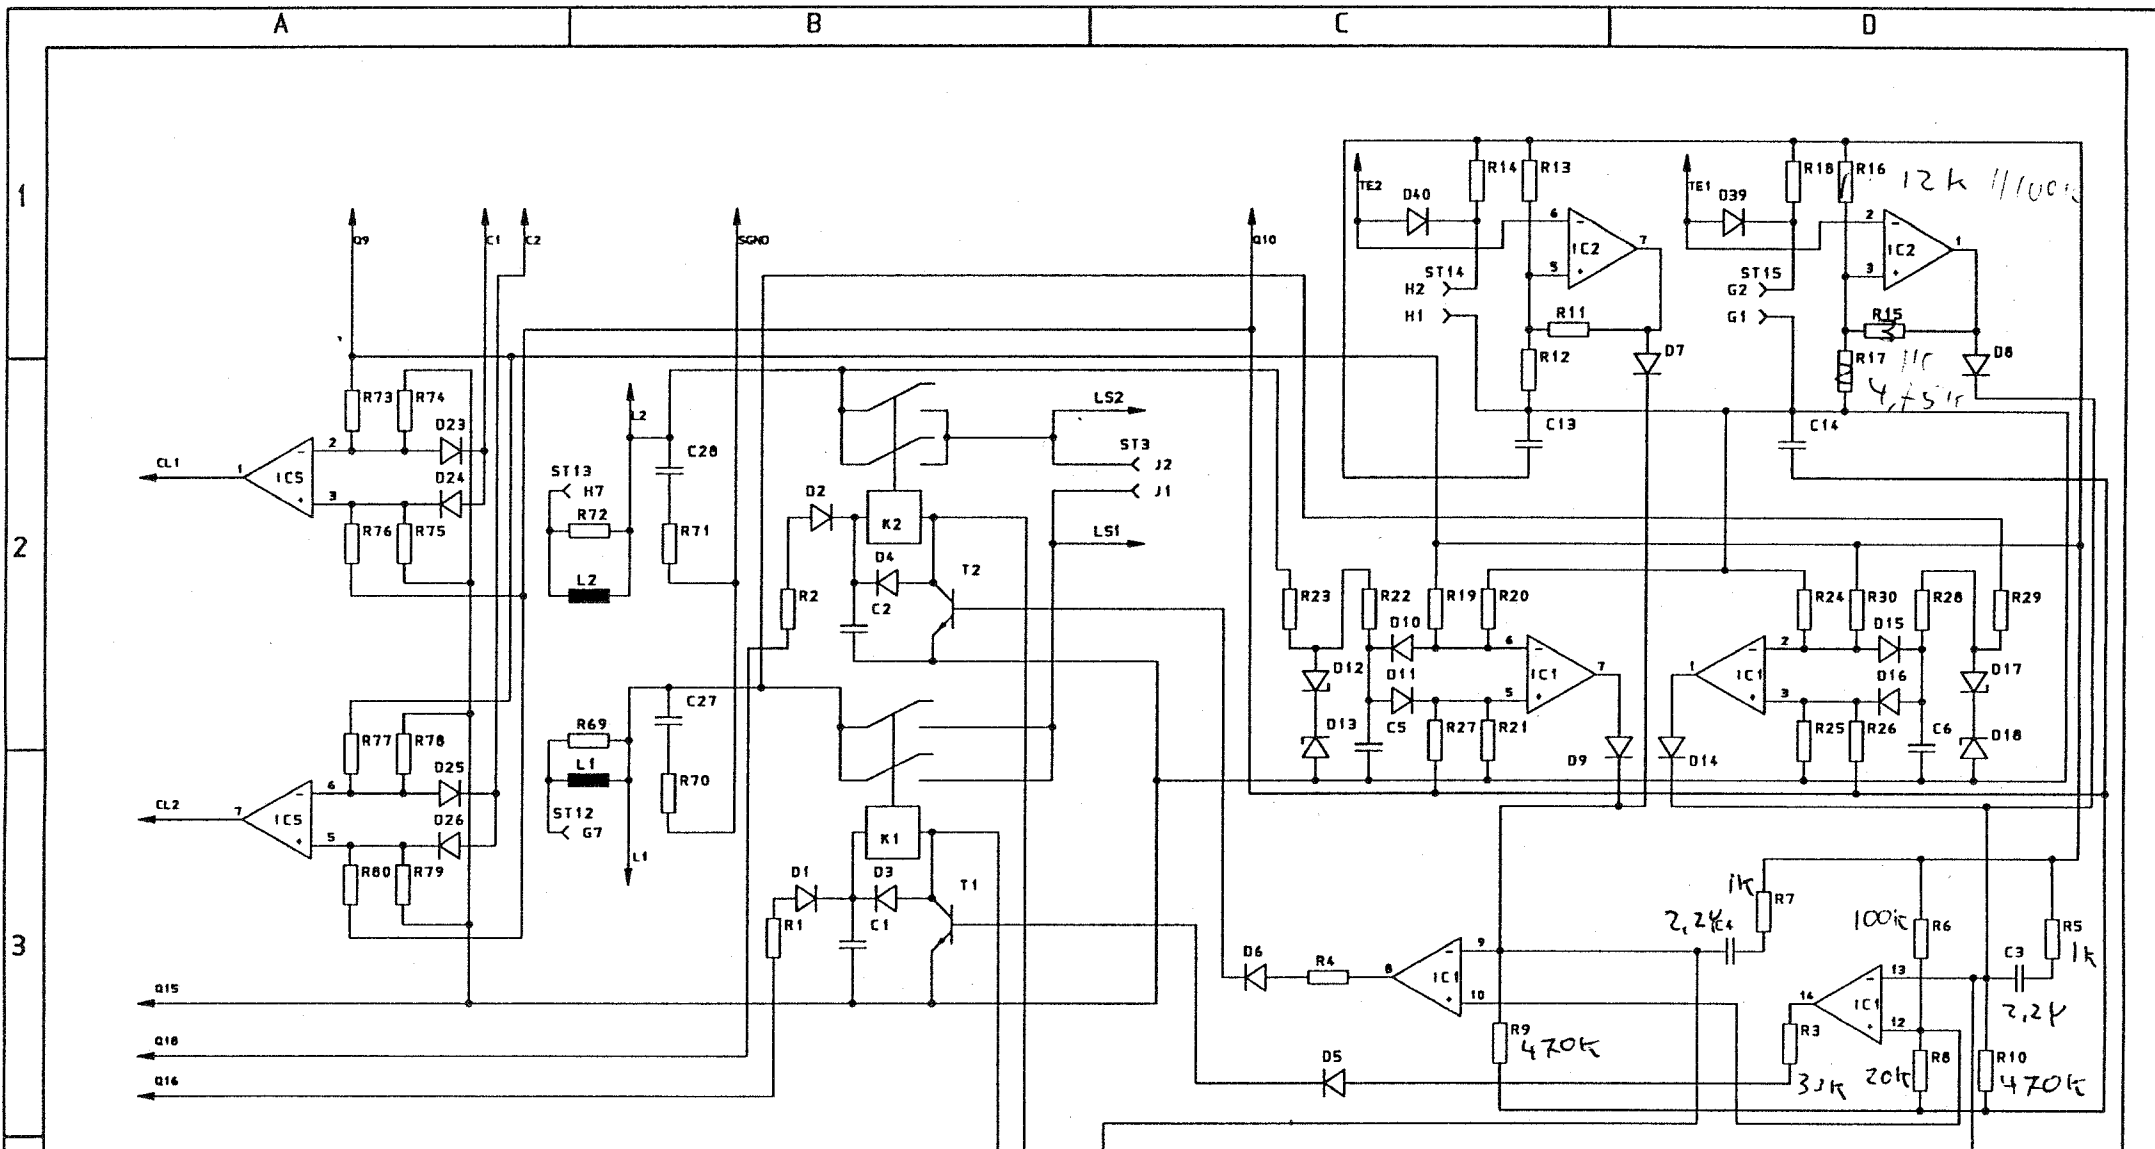 A B C D
1
2
3
Q9 C1 C2 SGND Q10
TE2 D40 R14 R13 6 5 IC2 7
TE1 D39 R18 R16 12k 2 3 IC2 1
ST14 H2 H1 R11 R12 D7 C13
ST15 G2 G1 R15 R17 D8 C14
R73 R74 D23 D24 2 3 IC5 1 CL1 R76 R75
L2 C28 ST13 H7 R72 L2 R71
LS2 ST3 J2 J1 LS1
D2 K2 D4 T2 R2 C2
R23 R22 R19 R20 D10 D12 D11 D13 C5 R27 R21 6 5 IC1 7 D9
R24 R30 R28 R29 D15 D17 D16 D18 C6 R25 R26 2 3 IC1 1 D14
R77 R78 D25 D26 6 5 IC5 7 CL2 R80 R79
C27 R69 L1 R70 ST12 G7 L1
K1 D1 D3 T1 R1 C1
D6 R4 8 IC1 9 10 R9 470k
2,2µ C4 1k R7 100k R6 R5 1k
C3 2,2µ 13 12 14 IC1 R3 R8 20k R10 470k
D5
Q15
Q18
Q16